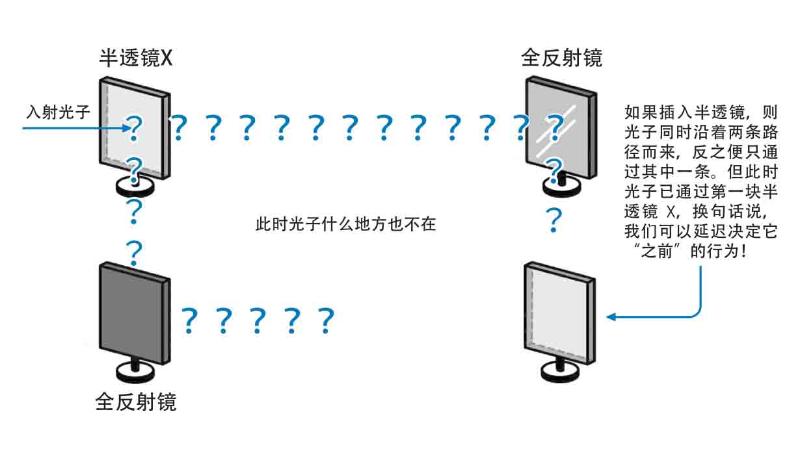 半透镜X
全反射镜
入射光子
? ? ? ? ? ? ? ? ? ? ? ? ?
如果插入半透镜，则
光子同时沿着两条路
径而来，反之便只通
过其中一条。但此时
光子已通过第一块半
透镜 X，换句话说，
我们可以延迟决定它
“之前”的行为！
? ?
? ?
此时光子什么地方也不在
?
? ? ? ? ?
全反射镜